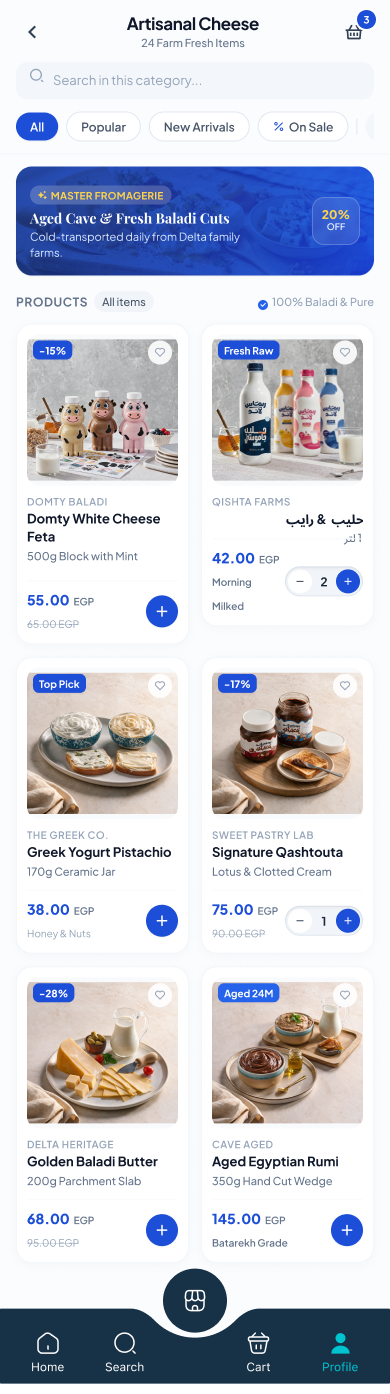 Artisanal Cheese
3
24 Farm Fresh Items
Search in this category...
All
Popular
New Arrivals
% On Sale
MASTER FROMAGERIE
Aged Cave & Fresh Baladi Cuts
Cold-transported daily from Delta family
farms.
20%
OFF
PRODUCTS
All items
100% Baladi & Pure
-15%
DOMTY BALADI
Domty White Cheese
Feta
500g Block with Mint
55.00 EGP
65.00 EGP
+
Fresh Raw
QISHTA FARMS
حليب & رايب
1 لتر
42.00 EGP
Morning
Milked
− 2 +
Top Pick
THE GREEK CO.
Greek Yogurt Pistachio
170g Ceramic Jar
38.00 EGP
Honey & Nuts
+
-17%
SWEET PASTRY LAB
Signature Qashtouta
Lotus & Clotted Cream
75.00 EGP
90.00 EGP
− 1 +
-28%
DELTA HERITAGE
Golden Baladi Butter
200g Parchment Slab
68.00 EGP
95.00 EGP
+
Aged 24M
CAVE AGED
Aged Egyptian Rumi
350g Hand Cut Wedge
145.00 EGP
Batarekh Grade
+
Home
Search
Cart
Profile